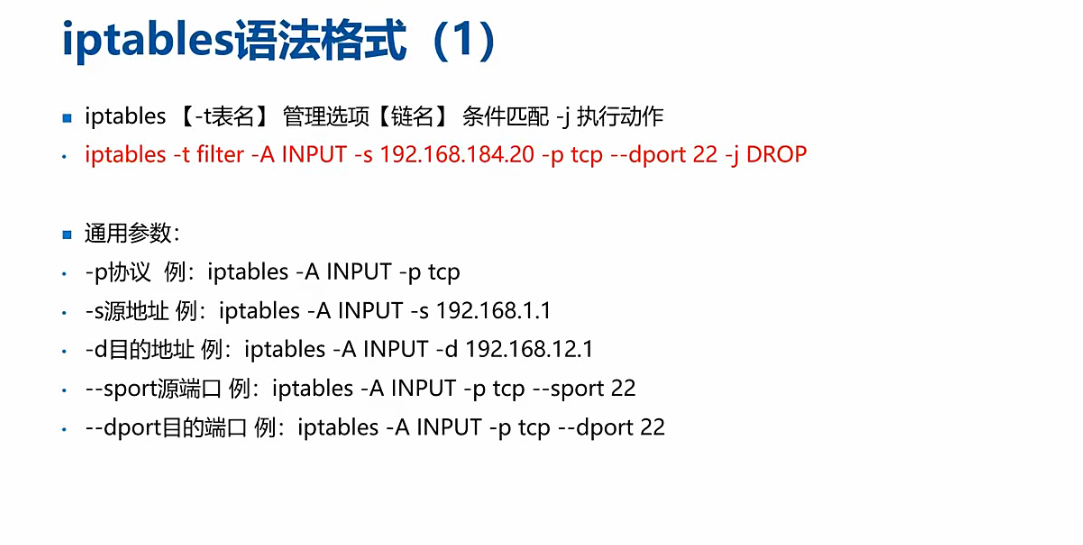 iptables语法格式（1）
iptables 【-t表名】 管理选项【链名】 条件匹配 -j 执行动作
iptables -t filter -A INPUT -s 192.168.184.20 -p tcp --dport 22 -j DROP
通用参数：
-p协议 例：iptables -A INPUT -p tcp
-s源地址 例：iptables -A INPUT -s 192.168.1.1
-d目的地址 例：iptables -A INPUT -d 192.168.12.1
--sport源端口 例：iptables -A INPUT -p tcp --sport 22
--dport目的端口 例：iptables -A INPUT -p tcp --dport 22